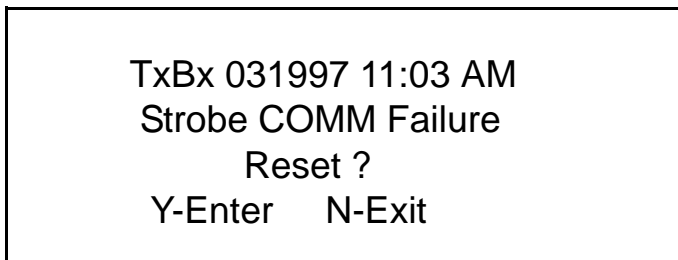 TxBx 031997 11:03 AM
Strobe COMM Failure
Reset ?
Y-Enter N-Exit